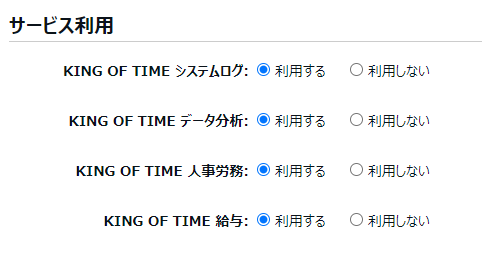 サービス利用
KING OF TIME システムログ: 利用する 利用しない
KING OF TIME データ分析: 利用する 利用しない
KING OF TIME 人事労務: 利用する 利用しない
KING OF TIME 給与: 利用する 利用しない